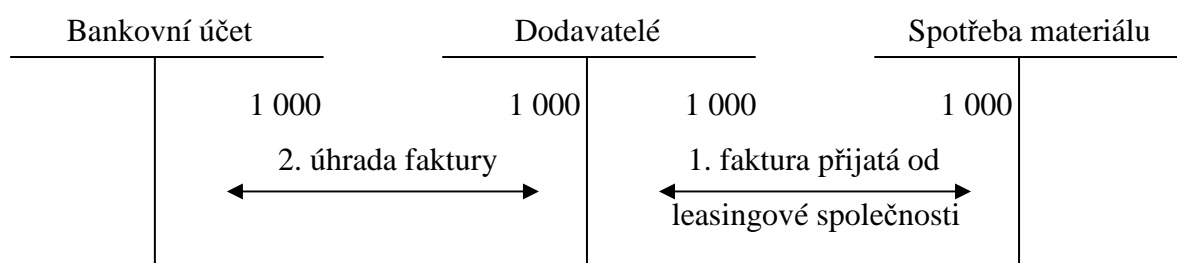 Bankovní účet Dodavatelé Spotřeba materiálu
1 000 1 000 1 000 1 000
2. úhrada faktury 1. faktura přijatá od
leasingové společnosti